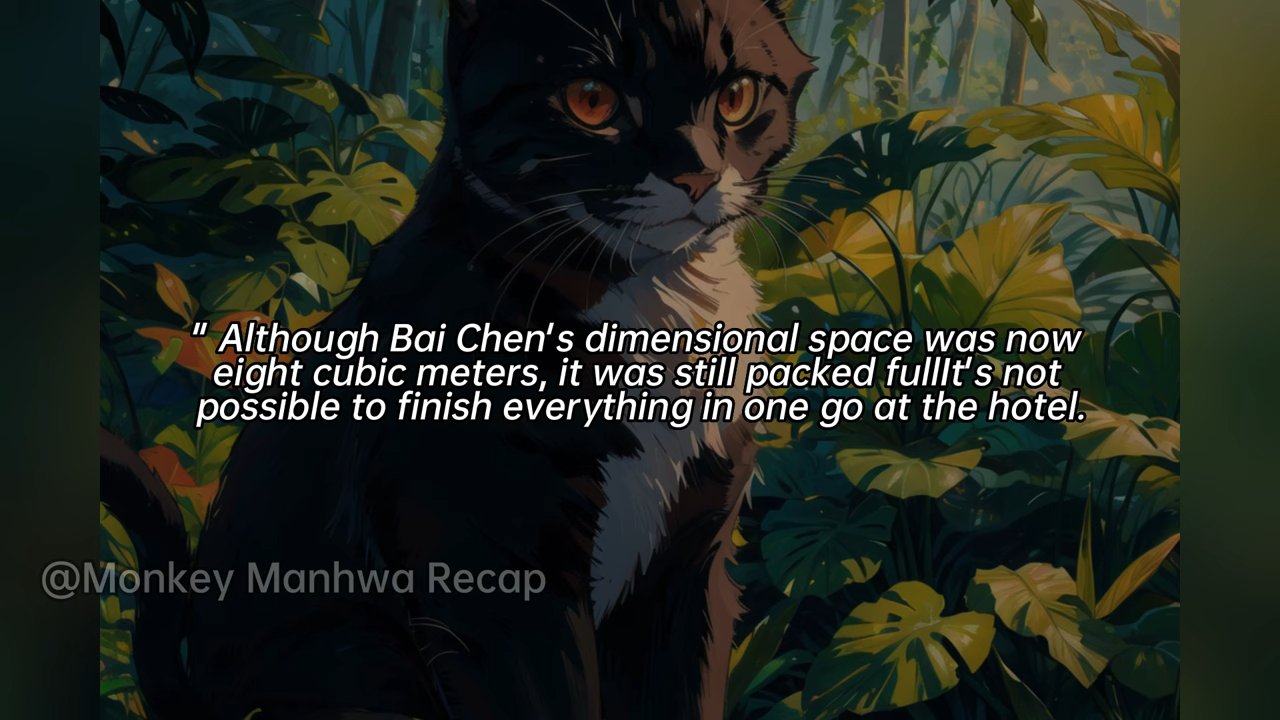 " Although Bai Chen's dimensional space was now
eight cubic meters, it was still packed fullIt's not
possible to finish everything in one go at the hotel.
@Monkey Manhwa Recap